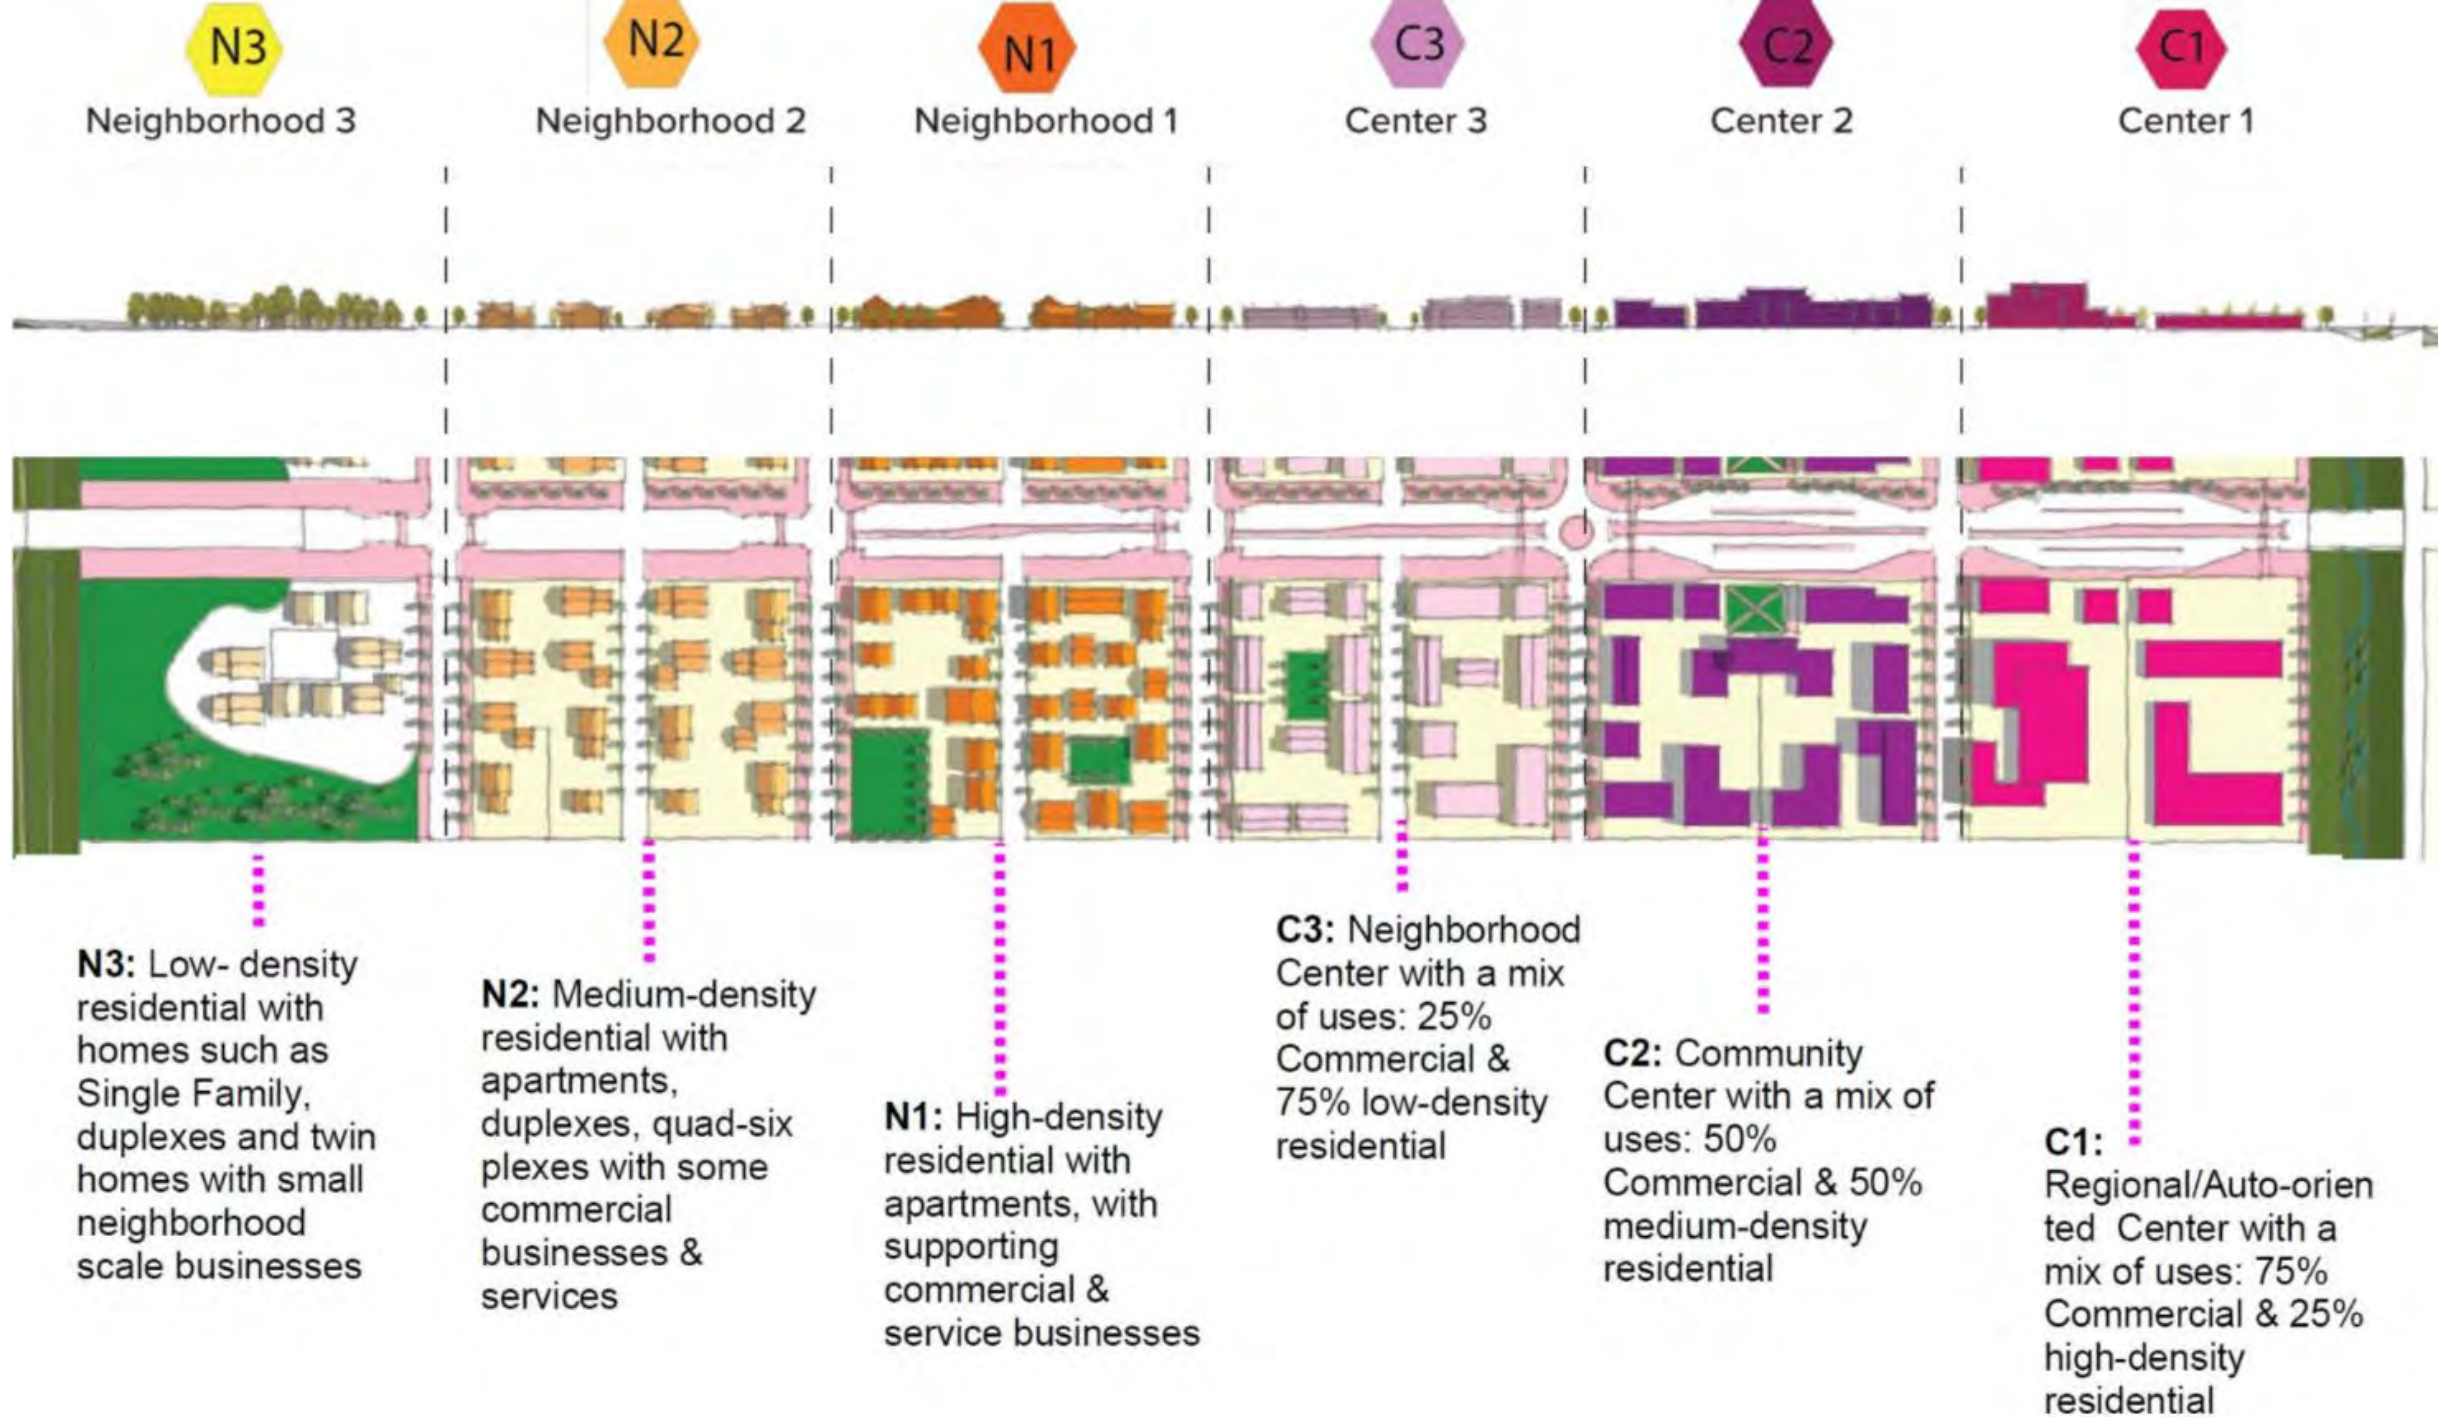 N3
Neighborhood 3
N2
Neighborhood 2
N1
Neighborhood 1
C3
Center 3
C2
Center 2
C1
Center 1
N3: Low- density
residential with
homes such as
Single Family,
duplexes and twin
homes with small
neighborhood
scale businesses
N2: Medium-density
residential with
apartments,
duplexes, quad-six
plexes with some
commercial
businesses &
services
N1: High-density
residential with
apartments, with
supporting
commercial &
service businesses
C3: Neighborhood
Center with a mix
of uses: 25%
Commercial &
75% low-density
residential
C2: Community
Center with a mix of
uses: 50%
Commercial & 50%
medium-density
residential
C1:
Regional/Auto-orien
ted Center with a
mix of uses: 75%
Commercial & 25%
high-density
residential